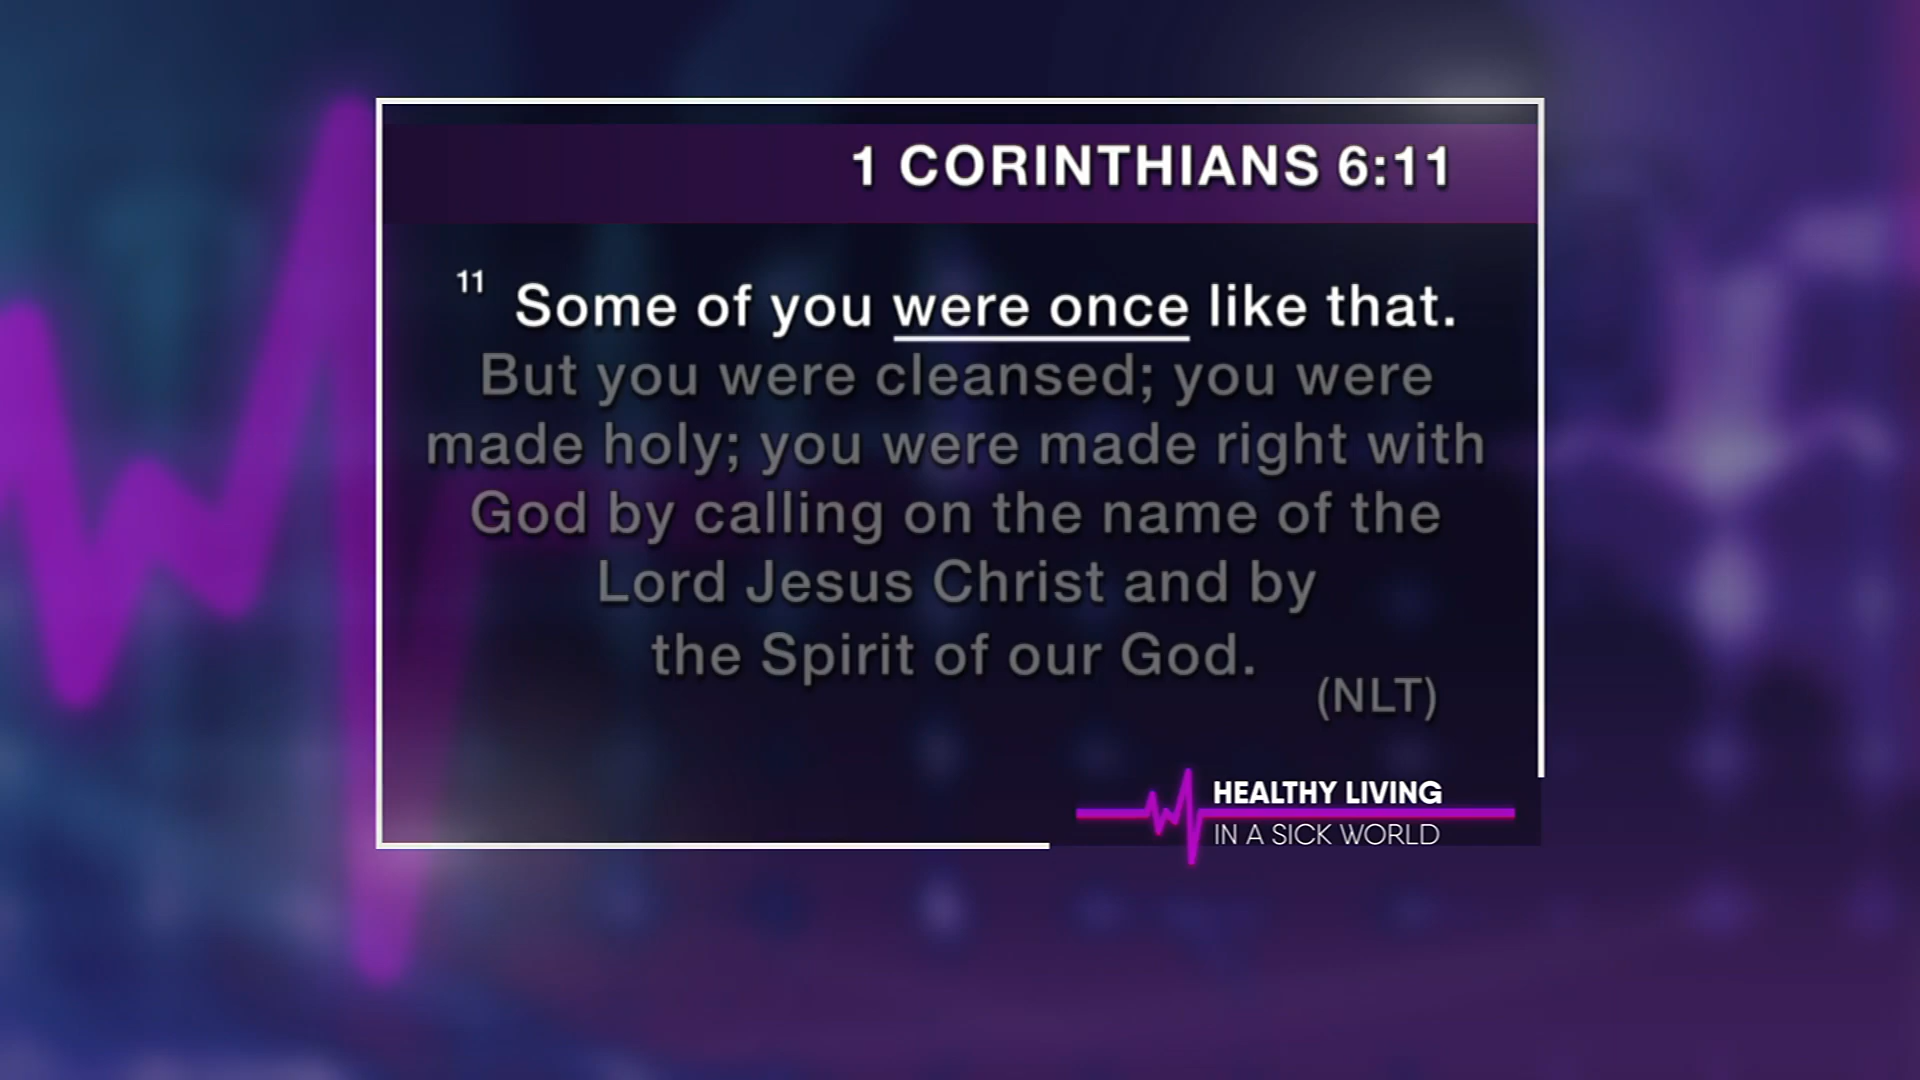 1 CORINTHIANS 6:11
11 Some of you were once like that.
But you were cleansed; you were
made holy; you were made right with
God by calling on the name of the
Lord Jesus Christ and by
the Spirit of our God.
(NLT)
HEALTHY LIVING
IN A SICK WORLD